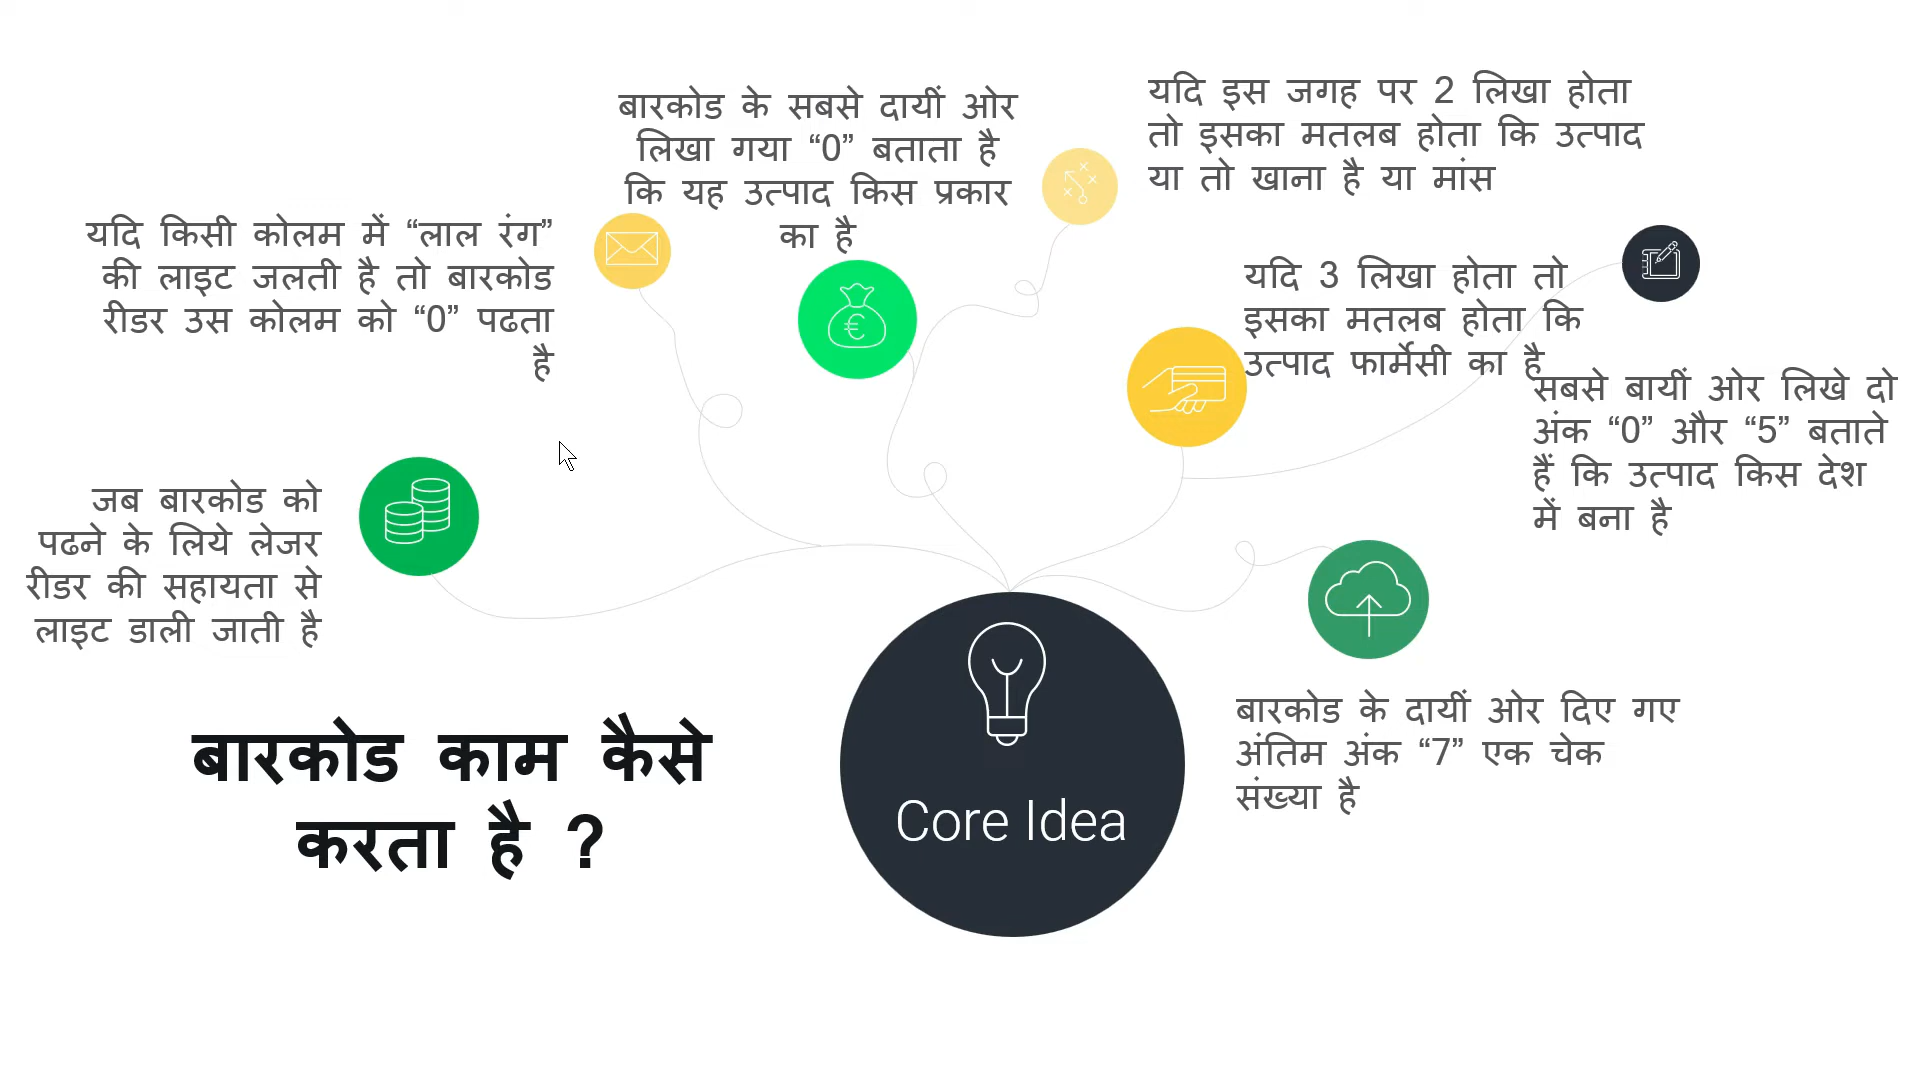 जब बारकोड को
पढने के लिये लेजर
रीडर की सहायता से
लाइट डाली जाती है
यदि किसी कोलम में “लाल रंग”
की लाइट जलती है तो बारकोड
रीडर उस कोलम को “0” पढता
है
बारकोड के सबसे दायीं ओर
लिखा गया “0” बताता है
कि यह उत्पाद किस प्रकार
का है
यदि इस जगह पर 2 लिखा होता
तो इसका मतलब होता कि उत्पाद
या तो खाना है या मांस
यदि 3 लिखा होता तो
इसका मतलब होता कि
उत्पाद फार्मेसी का है
सबसे बायीं ओर लिखे दो
अंक “0” और “5” बताते
हैं कि उत्पाद किस देश
में बना है
बारकोड के दायीं ओर दिए गए
अंतिम अंक “7” एक चेक
संख्या है
बारकोड काम कैसे
करता है ?
Core Idea